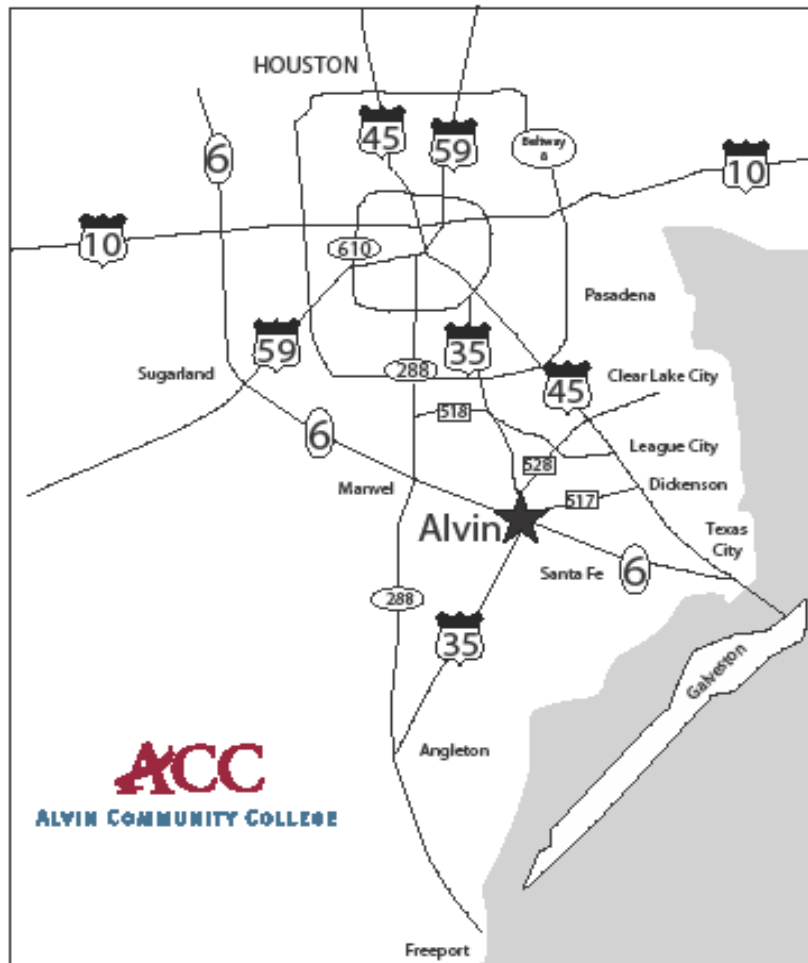 HOUSTON
45
59
Beltway
8
6
10
10
610
Pasadena
59
35
288
Sugarland
45
Clear Lake City
518
6
League City
528
Manvel
517
Dickenson
Alvin
Texas
City
Santa Fe
6
288
35
Galveston
Angleton
ACC
ALVIN COMMUNITY COLLEGE
Freeport